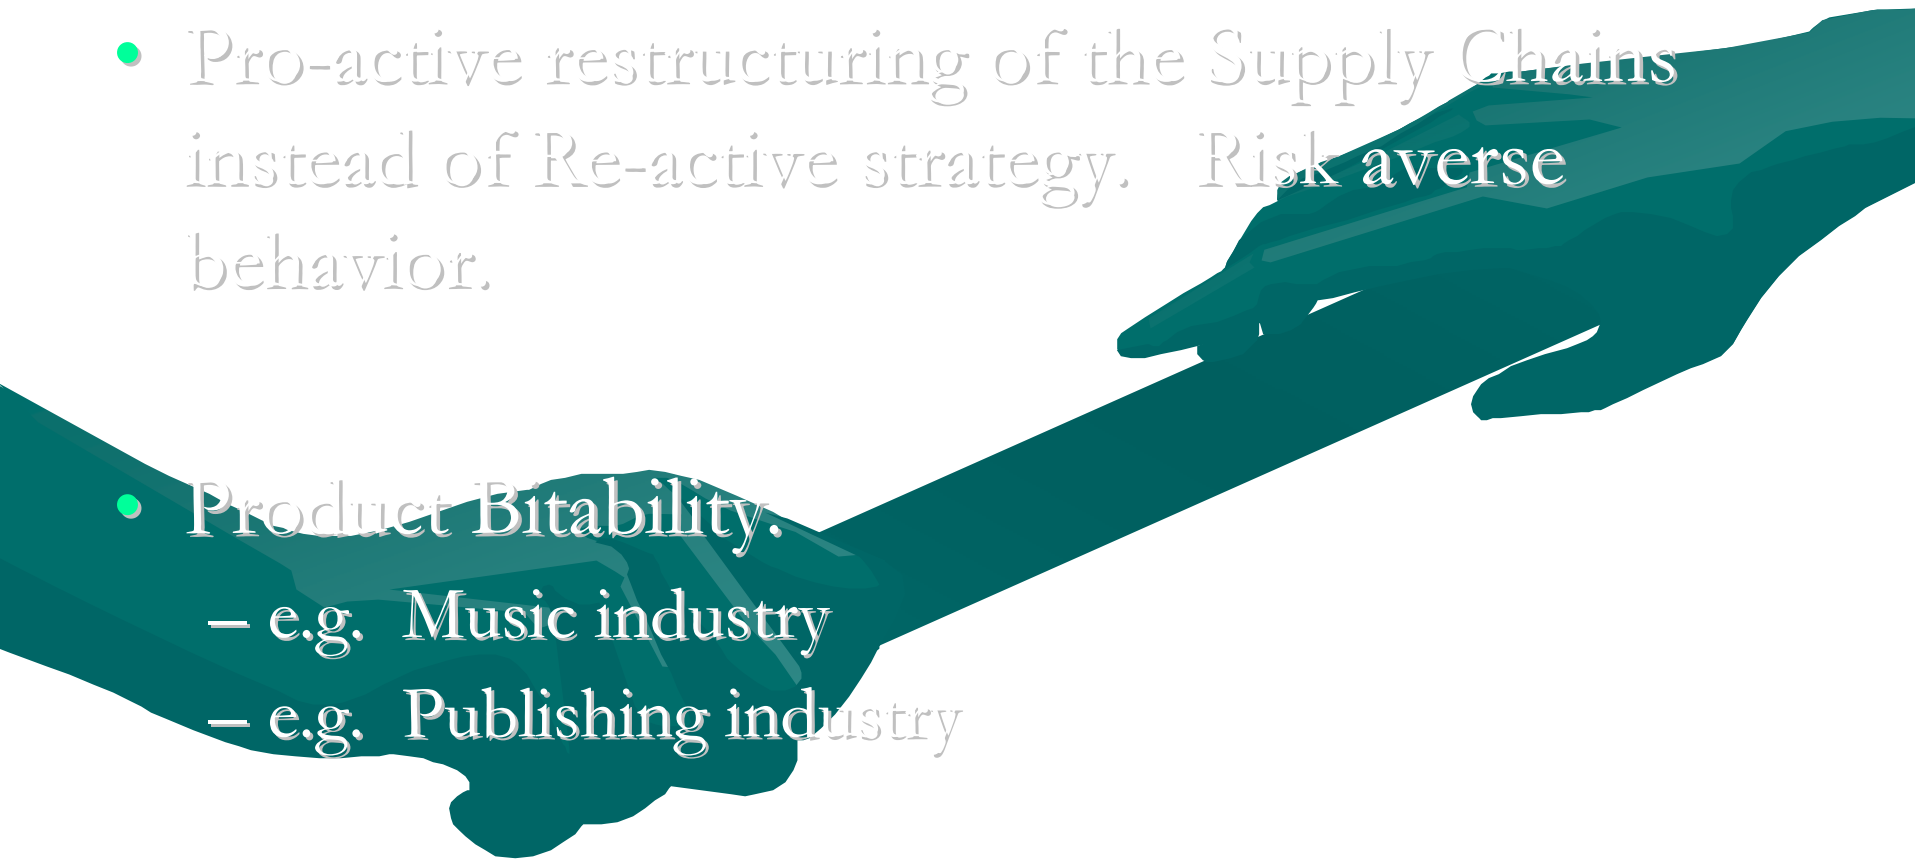 • Pro-active restructuring of the Supply Chains
instead of Re-active strategy. Risk averse
behavior.
• Product Bitability.
– e.g. Music industry
– e.g. Publishing industry